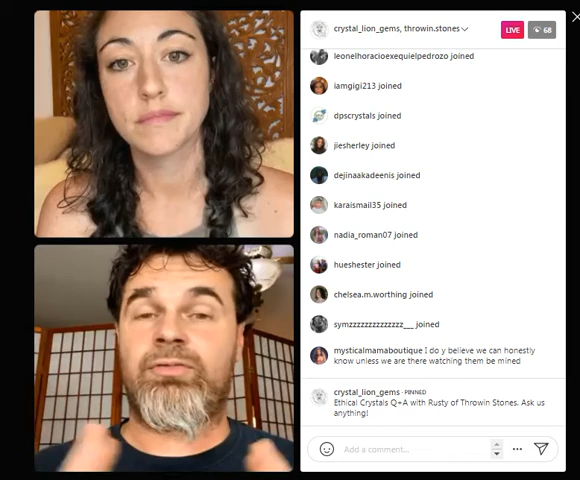 crystal_lion_gems, throwin.stones
LIVE
68
leonelhoracioexequielpedrozo joined
iamgigi213 joined
dpscrystals joined
jiesherley joined
dejinaakadeenis joined
karaismail35 joined
nadia_roman07 joined
hueshester joined
chelsea.m.worthing joined
symzzzzzzzzzzzzzz___ joined
mysticalmamaboutique I do y believe we can honestly
know unless we are there watching them be mined
crystal_lion_gems · PINNED
Ethical Crystals Q+A with Rusty of Throwin Stones. Ask us
anything!
Add a comment...